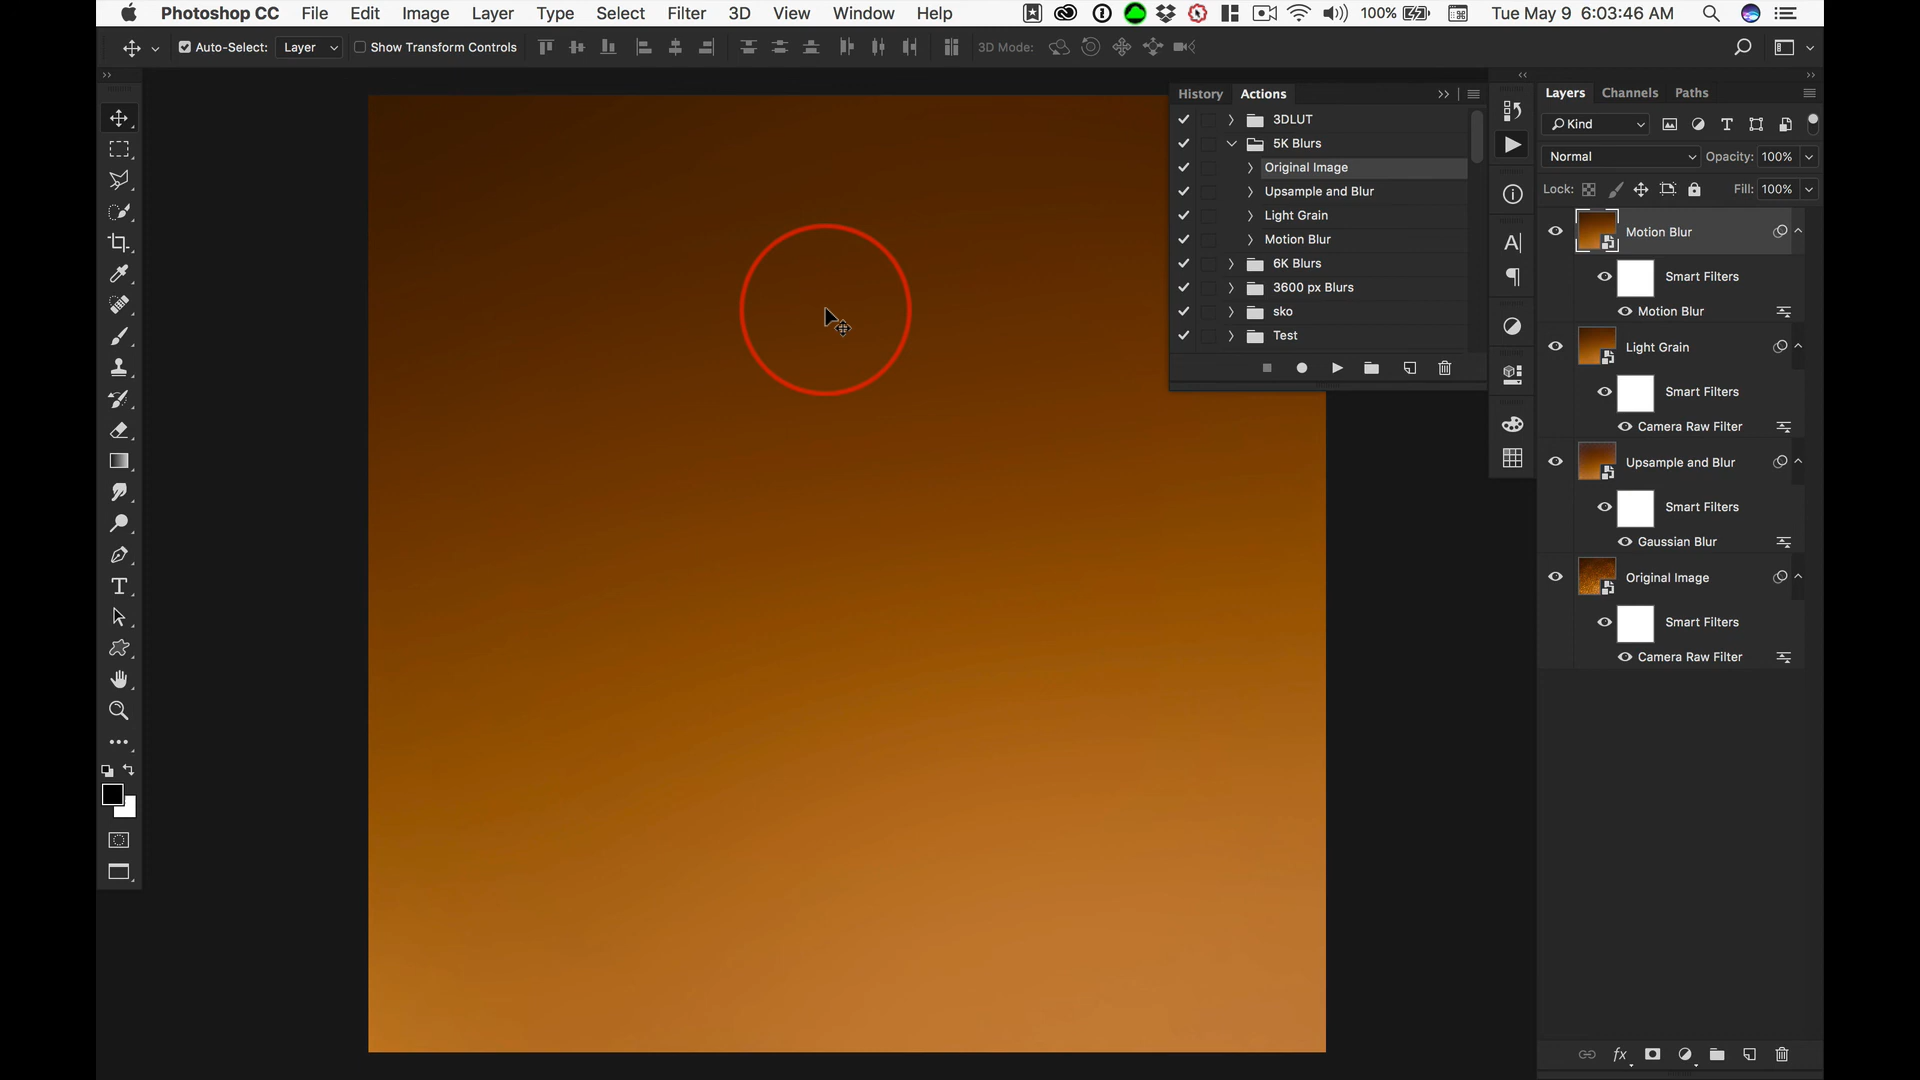 Photoshop CC File Edit Image Layer Type Select Filter 3D View Window Help 100% Tue May 9 6:03:46 AM
Auto-Select: Layer Show Transform Controls 3D Mode:
History Actions
3DLUT
5K Blurs
Original Image
Upsample and Blur
Light Grain
Motion Blur
6K Blurs
3600 px Blurs
sko
Test
Layers Channels Paths
Kind
Normal Opacity: 100%
Lock: Fill: 100%
Motion Blur
Smart Filters
Motion Blur
Light Grain
Smart Filters
Camera Raw Filter
Upsample and Blur
Smart Filters
Gaussian Blur
Original Image
Smart Filters
Camera Raw Filter
fx